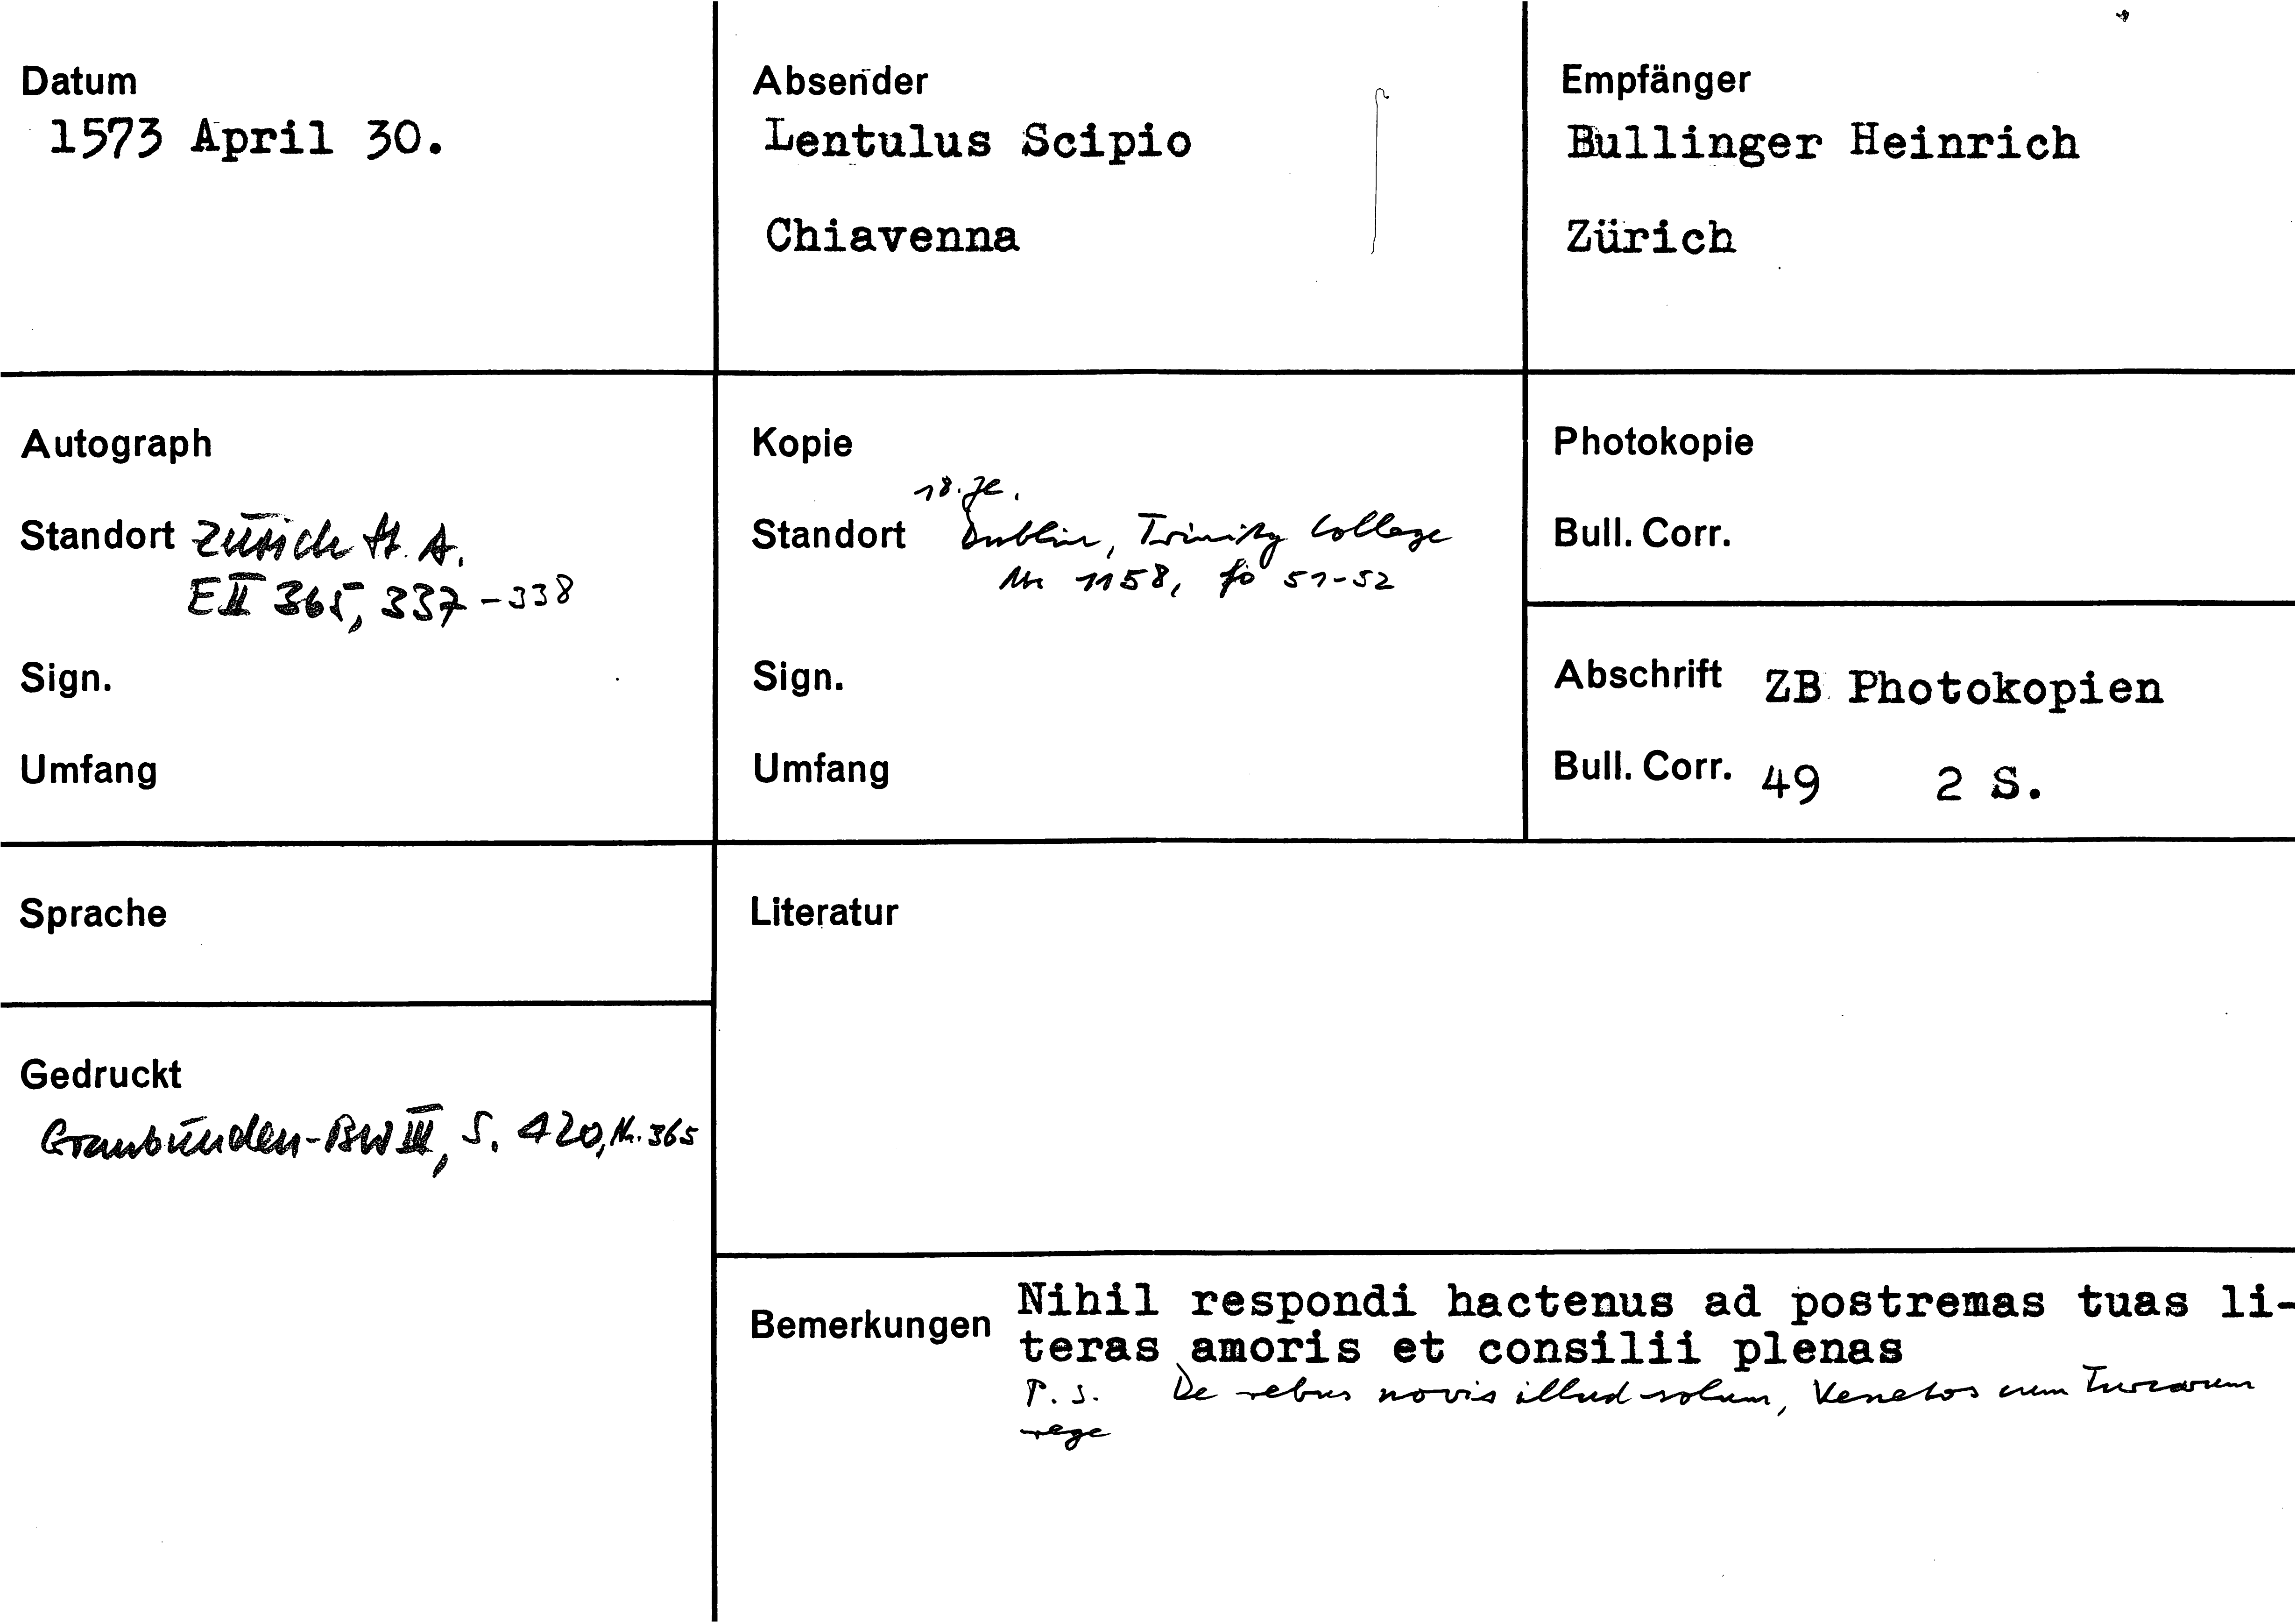 Datum
1573 April 30.
Absender
Lentulus Scipio
Chiavenna
Empfänger
Bullinger Heinrich
Zürich
Autograph
Standort Zürich St. A.
E II 365, 337-338
Sign.
Umfang
Kopie
18. Jh.
Standort Dublin, Trinity College
Nr 1158, fo 51-52
Sign.
Umfang
Photokopie
Bull. Corr.
Abschrift ZB Photokopien
Bull. Corr. 49 2 S.
Sprache
Literatur
Gedruckt
Graubünden-BW III, S. 420, Nr. 365
Bemerkungen
Nihil respondi hactenus ad postremas tuas li-
teras amoris et consilii plenas
P. S. De rebus novis illud solum, Venetos cum Turcarum
rege